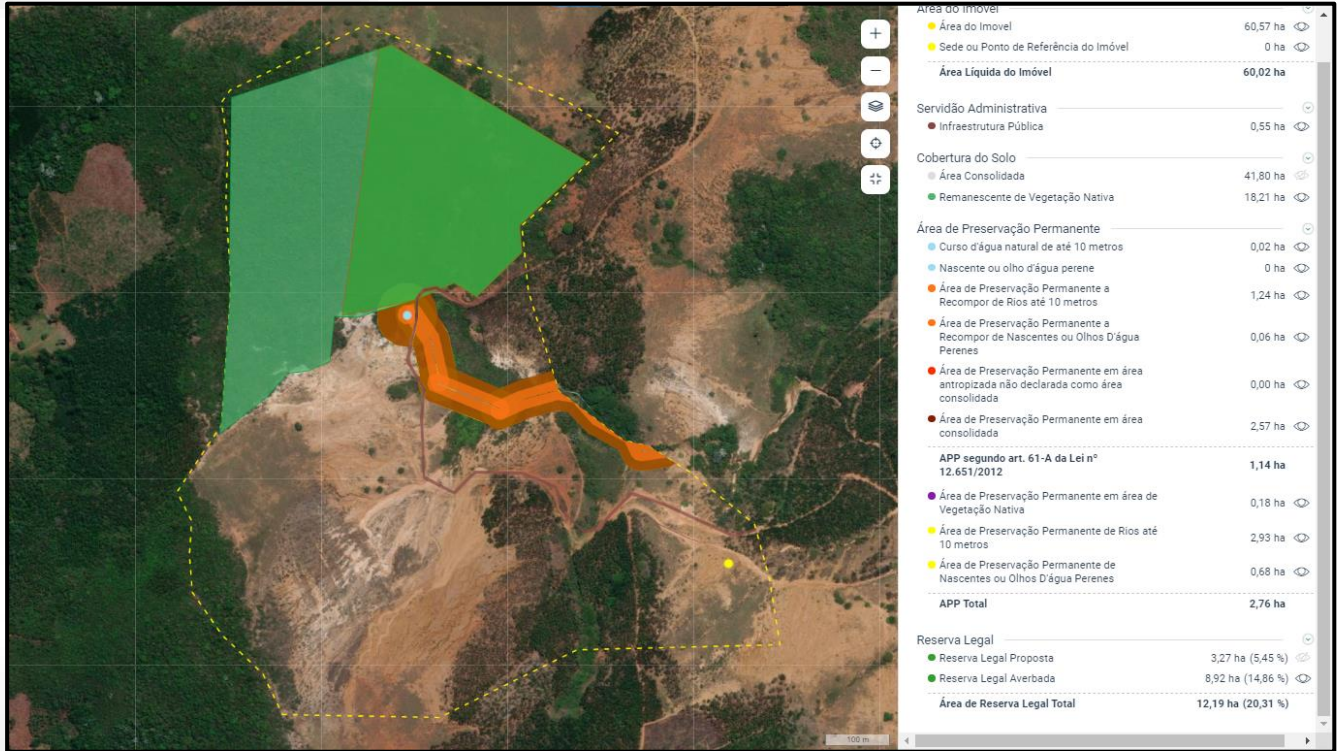 Área do Imóvel
Área do Imovel 60,57 ha
Sede ou Ponto de Referência do Imóvel 0 ha
Área Líquida do Imóvel 60,02 ha
Servidão Administrativa
Infraestrutura Pública 0,55 ha
Cobertura do Solo
Área Consolidada 41,80 ha
Remanescente de Vegetação Nativa 18,21 ha
Área de Preservação Permanente
Curso d'água natural de até 10 metros 0,02 ha
Nascente ou olho d'água perene 0 ha
Área de Preservação Permanente a
Recompor de Rios até 10 metros 1,24 ha
Área de Preservação Permanente a
Recompor de Nascentes ou Olhos D'água 0,06 ha
Perenes
Área de Preservação Permanente em área
antropizada não declarada como área 0,00 ha
consolidada
Área de Preservação Permanente em área
consolidada 2,57 ha
APP segundo art. 61-A da Lei nº
12.651/2012 1,14 ha
Área de Preservação Permanente em área de
Vegetação Nativa 0,18 ha
Área de Preservação Permanente de Rios até
10 metros 2,93 ha
Área de Preservação Permanente de
Nascentes ou Olhos D'água Perenes 0,68 ha
APP Total 2,76 ha
Reserva Legal
Reserva Legal Proposta 3,27 ha (5,45 %)
Reserva Legal Averbada 8,92 ha (14,86 %)
Área de Reserva Legal Total 12,19 ha (20,31 %)
100 m